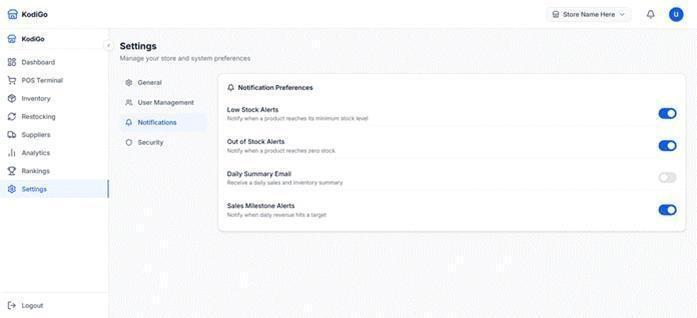 KodiGo
Store Name Here
U
KodiGo
Dashboard
POS Terminal
Inventory
Restocking
Suppliers
Analytics
Rankings
Settings
Logout
Settings
Manage your store and system preferences
General
User Management
Notifications
Security
Notification Preferences
Low Stock Alerts
Notify when a product reaches its minimum stock level
Out of Stock Alerts
Notify when a product reaches zero stock
Daily Summary Email
Receive a daily sales and inventory summary
Sales Milestone Alerts
Notify when daily revenue hits a target